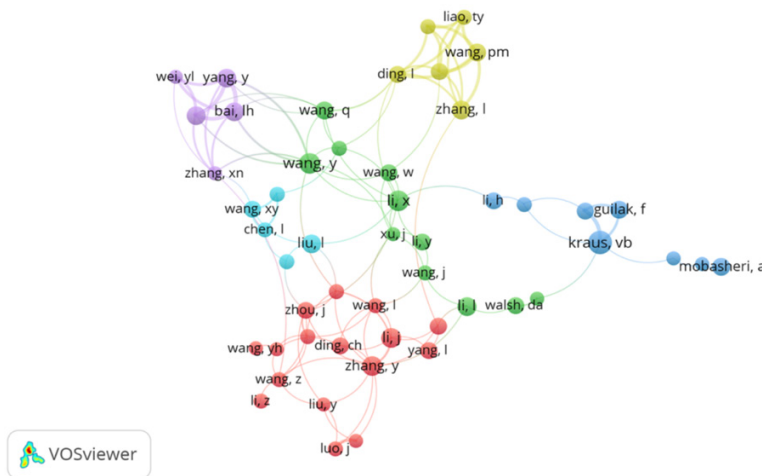 liao, ty
wang, pm
ding, l
zhang, l
wei, yl
yang, y
bai, lh
zhang, xn
wang, q
wang, y
wang, w
li, x
li, h
guilak, f
kraus, vb
mobasheri, a
wang, xy
chen, l
liu, l
xu, j
li, y
wang, j
li, l
walsh, da
zhou, j
wang, l
li, j
yang, l
wang, yh
ding, ch
zhang, y
wang, z
li, z
liu, y
luo, j
VOSviewer